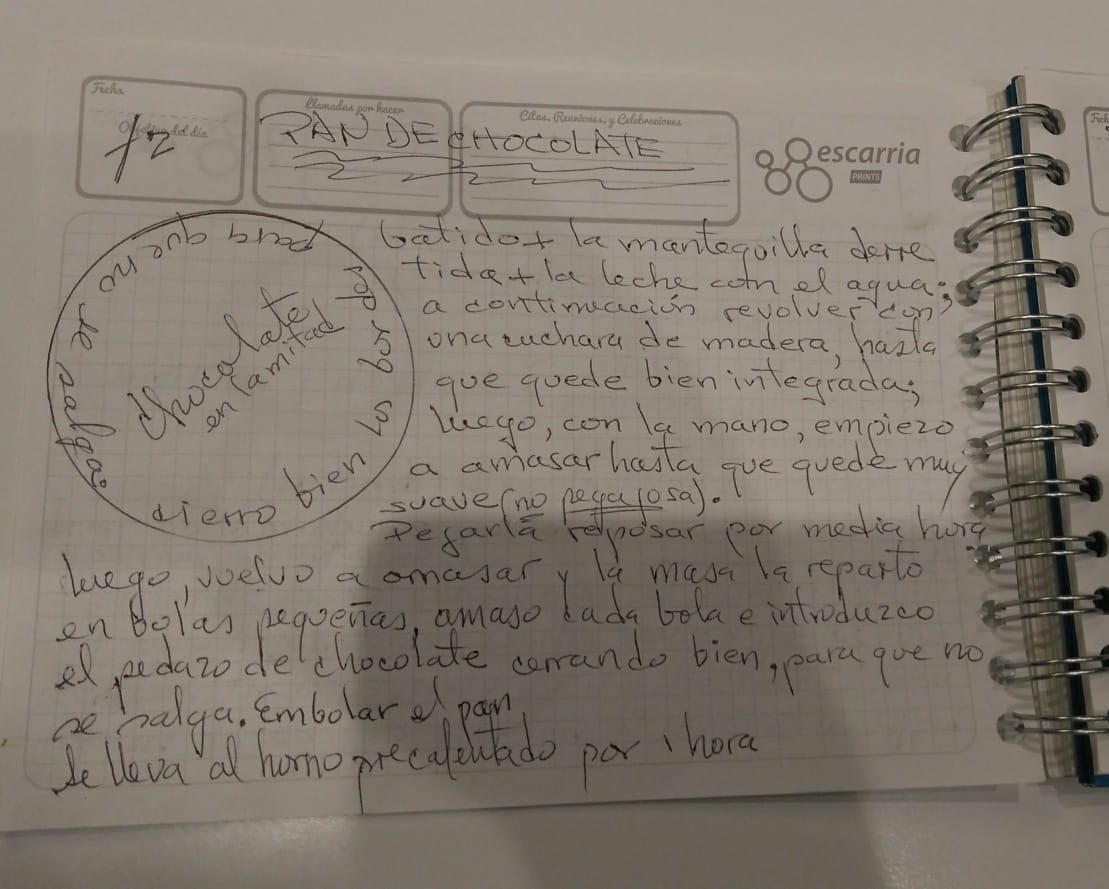 Fecha
Objetivo del día
/2
Llamadas por hacer
Citas, Reuniones, y Celebraciones
PAN DE CHOCOLATE
escarria
PRINTS
Chocolate
en la mitad
cierro bien los bordes para que no se salga.
batido + la mantequilla derre
tida + la leche con el agua;
a continuación revolver con
una cuchara de madera, hasta
que quede bien integrada;
luego, con la mano, empiezo
a amasar hasta que quede muy
suave (no pegajosa).
Dejarla reposar por media hora
luego, vuelvo a amasar y la masa la reparto
en bolas pequeñas, amaso cada bola e introduzco
el pedazo de chocolate cerrando bien, para que no
se salga. Embolar el pan
Se lleva al horno precalentado por 1 hora